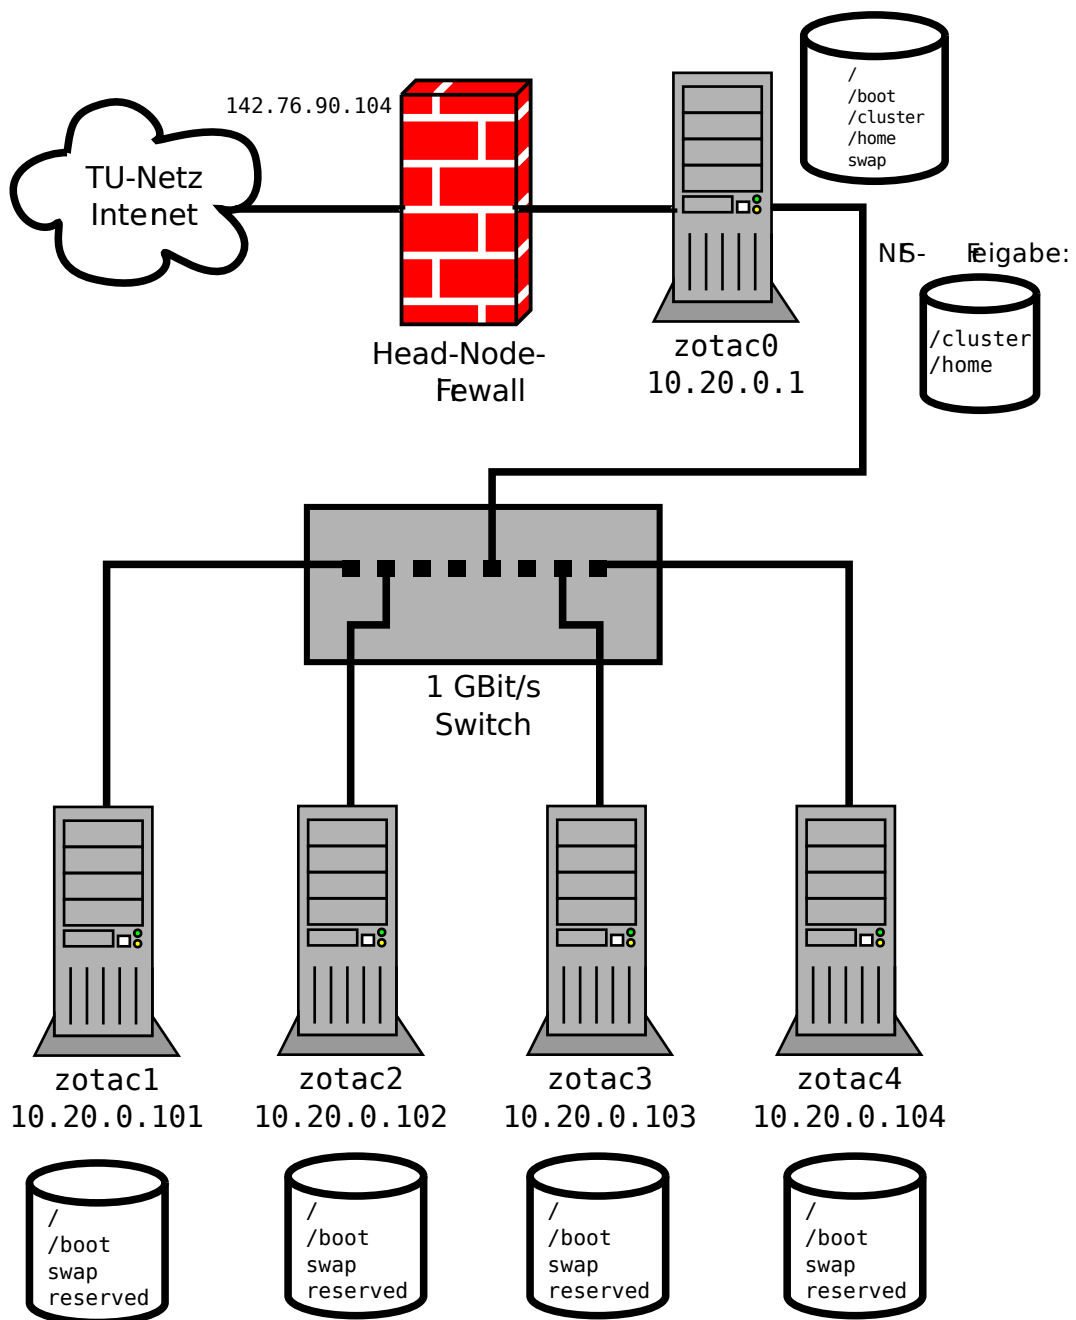 142.76.90.104
TU-Netz
Intenet
/
/boot
/cluster
/home
swap
NFS- Freigabe:
/cluster
/home
Head-Node-
Firewall
zotac0
10.20.0.1
1 GBit/s
Switch
zotac1
10.20.0.101
zotac2
10.20.0.102
zotac3
10.20.0.103
zotac4
10.20.0.104
/
/boot
swap
reserved
/
/boot
swap
reserved
/
/boot
swap
reserved
/
/boot
swap
reserved